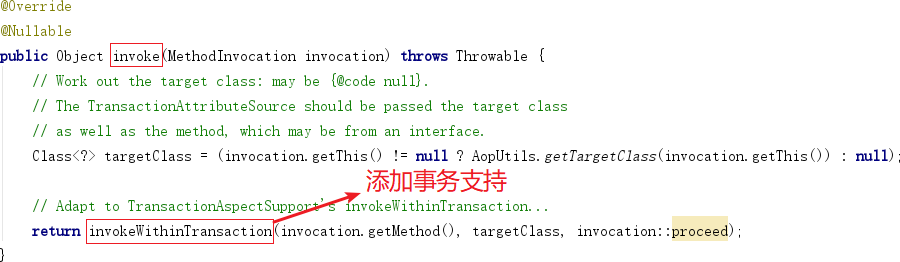 @Override
@Nullable
public Object invoke(MethodInvocation invocation) throws Throwable {
// Work out the target class: may be {@code null}.
// The TransactionAttributeSource should be passed the target class
// as well as the method, which may be from an interface.
Class<?> targetClass = (invocation.getThis() != null ? AopUtils.getTargetClass(invocation.getThis()) : null);
添加事务支持
// Adapt to TransactionAspectSupport's invokeWithinTransaction...
return invokeWithinTransaction(invocation.getMethod(), targetClass, invocation::proceed);
}